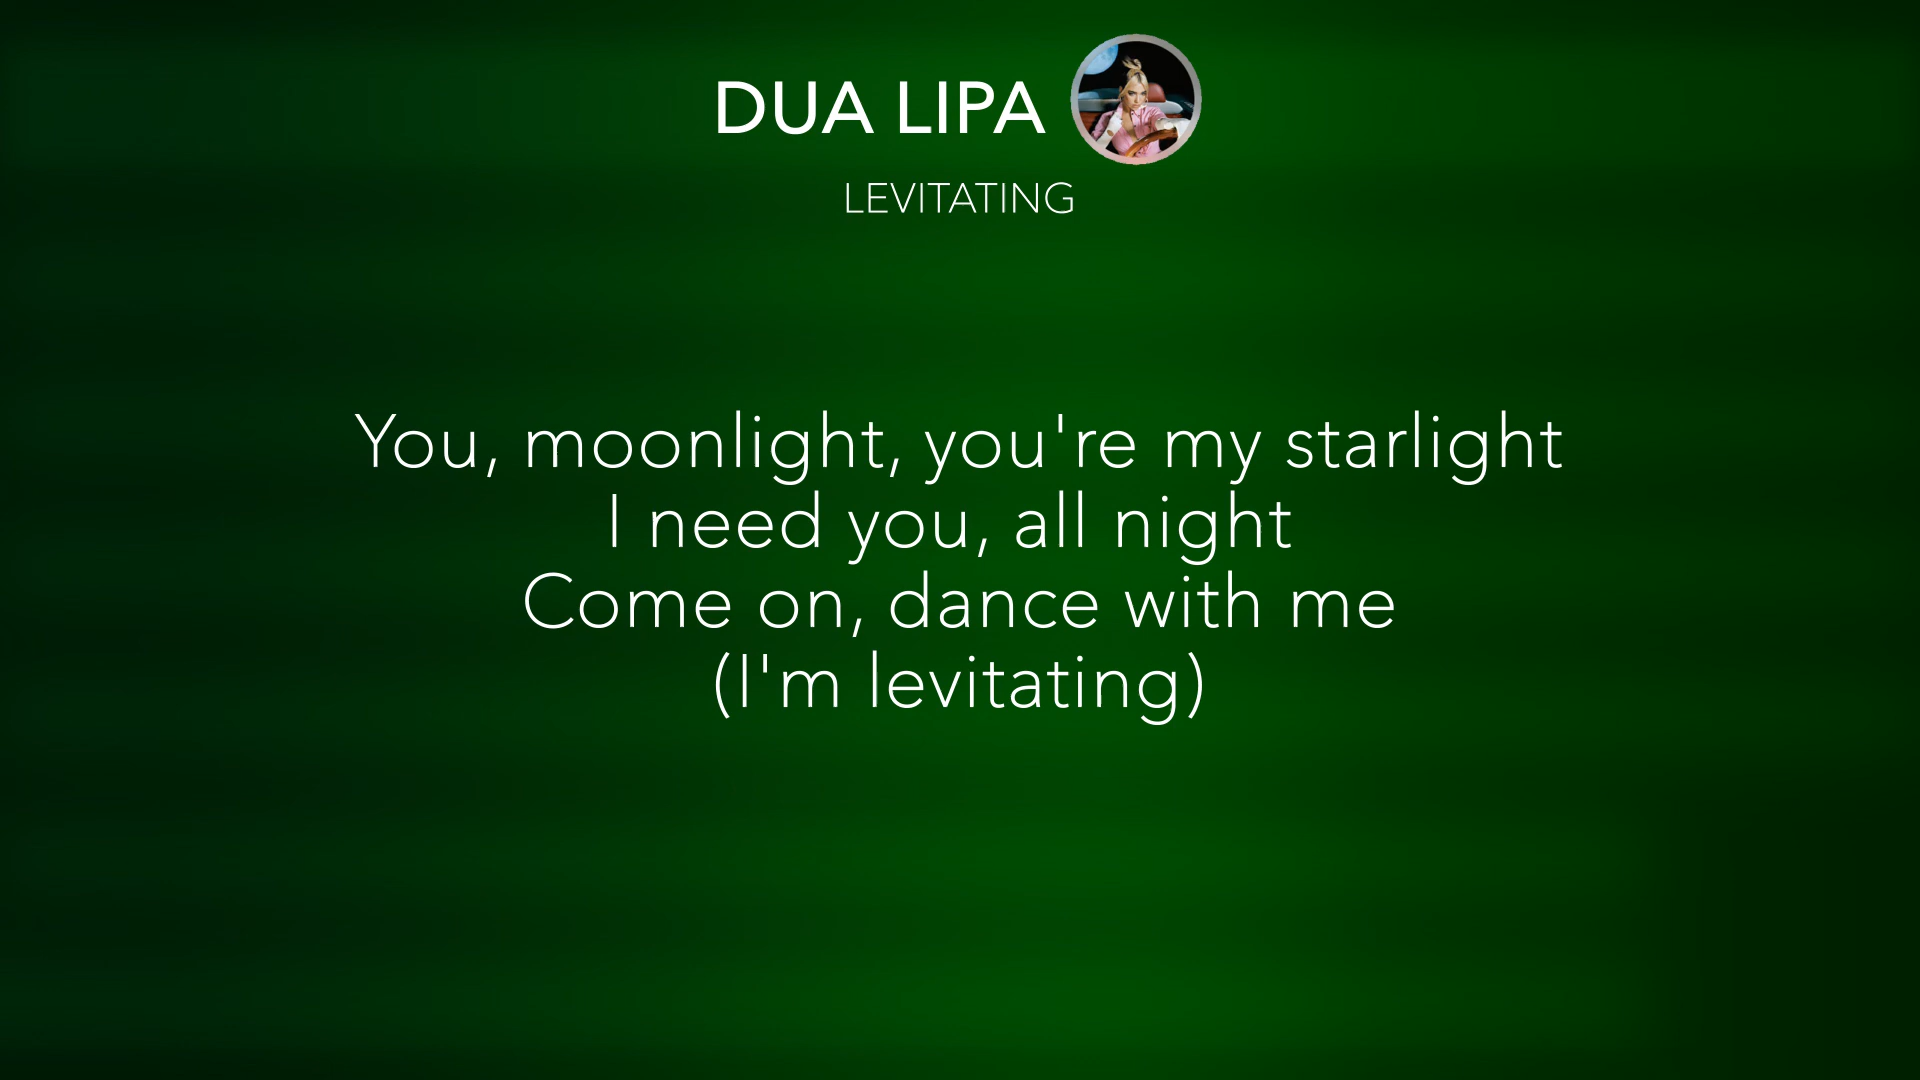 DUA LIPA
LEVITATING
You, moonlight, you're my starlight
I need you, all night
Come on, dance with me
(I'm levitating)